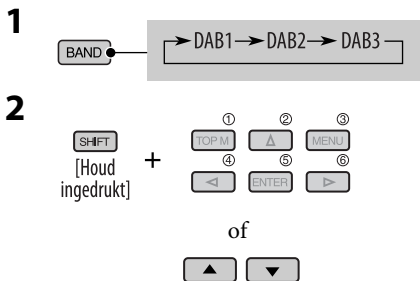 1
BAND DAB1 DAB2 DAB3
2
① ② ③
SHIFT TOP M MENU
④ ⑤ ⑥
[Houd + ENTER
ingedrukt]
of